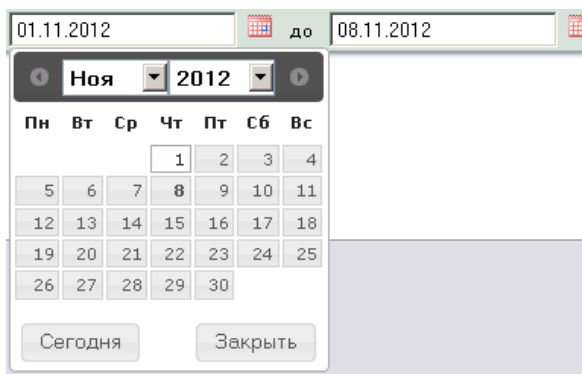 01.11.2012 до 08.11.2012
Ноя 2012
Пн Вт Ср Чт Пт Сб Вс
1 2 3 4
5 6 7 8 9 10 11
12 13 14 15 16 17 18
19 20 21 22 23 24 25
26 27 28 29 30
Сегодня Закрыть